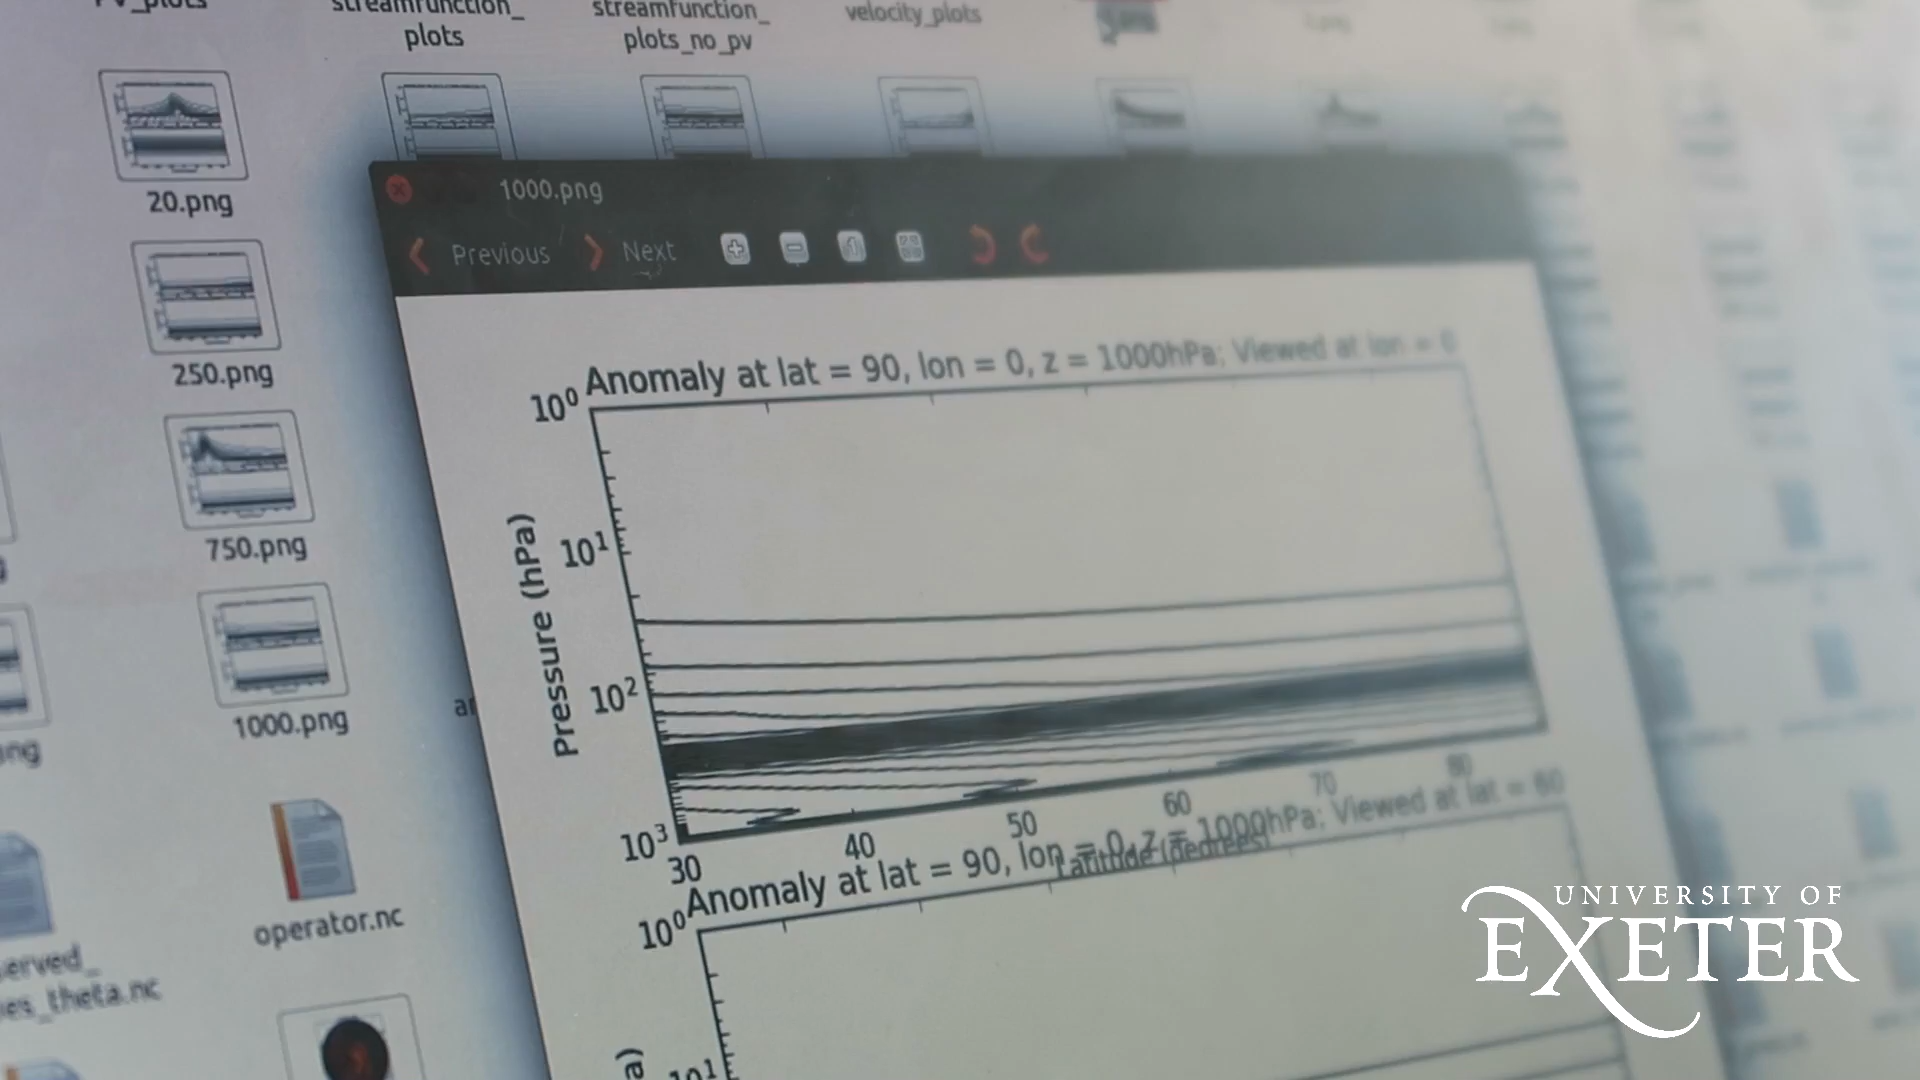 PV_plots
streamfunction_
plots
streamfunction_
plots_no_pv
velocity_plots
20.png
250.png
750.png
1000.png
operator.nc
1000.png
Previous
Next
Anomaly at lat = 90, lon = 0, z = 1000hPa; Viewed at lon = 0
10⁰
10¹
10²
10³
Pressure (hPa)
30
40
50
60
70
80
Latitude (degrees)
Anomaly at lat = 90, lon = 0, z = 1000hPa; Viewed at lat = 60
10⁰
10¹
UNIVERSITY OF
EXETER